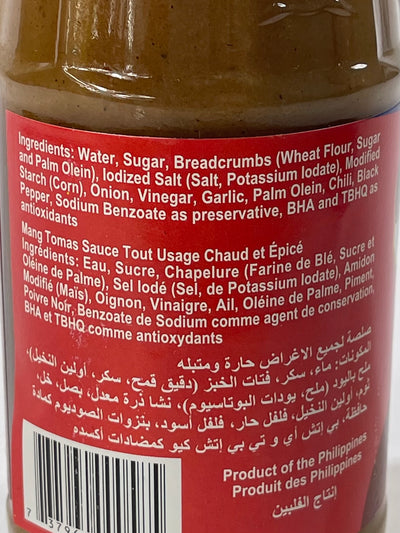 Ingredients: Water, Sugar, Breadcrumbs (Wheat Flour, Sugar
and Palm Olein), Iodized Salt (Salt, Potassium Iodate), Modified
Starch (Corn), Onion, Vinegar, Garlic, Palm Olein, Chili, Black
Pepper, Sodium Benzoate as preservative, BHA and TBHQ as
antioxidants
Mang Tomas Sauce Tout Usage Chaud et Épicé
Ingrédients: Eau, Sucre, Chapelure (Farine de Blé, Sucre et
Oléine de Palme), Sel Iodé (Sel, de Potassium Iodate), Amidon
Modifié (Maïs), Oignon, Vinaigre, Ail, Oléine de Palme, Piment,
Poivre Noir, Benzoate de Sodium comme agent de conservation,
BHA et TBHQ comme antioxydants
صلصة لجميع الاغراض حارة ومتبله
المكونات: ماء، سكر، فتات الخبز (دقيق قمح، سكر، أولين النخيل)،
ملح باليود (ملح، يودات البوتاسيوم)، نشا ذرة معدل، بصل، خل،
ثوم، أولين النخيل، فلفل حار، فلفل أسود، بنزوات الصوديوم كمادة
حافظة، بي إتش أي و تي بي إتش كيو كمضادات أكسدم
Product of the Philippines
Produit des Philippines
إنتاج الفلبين
7 3796